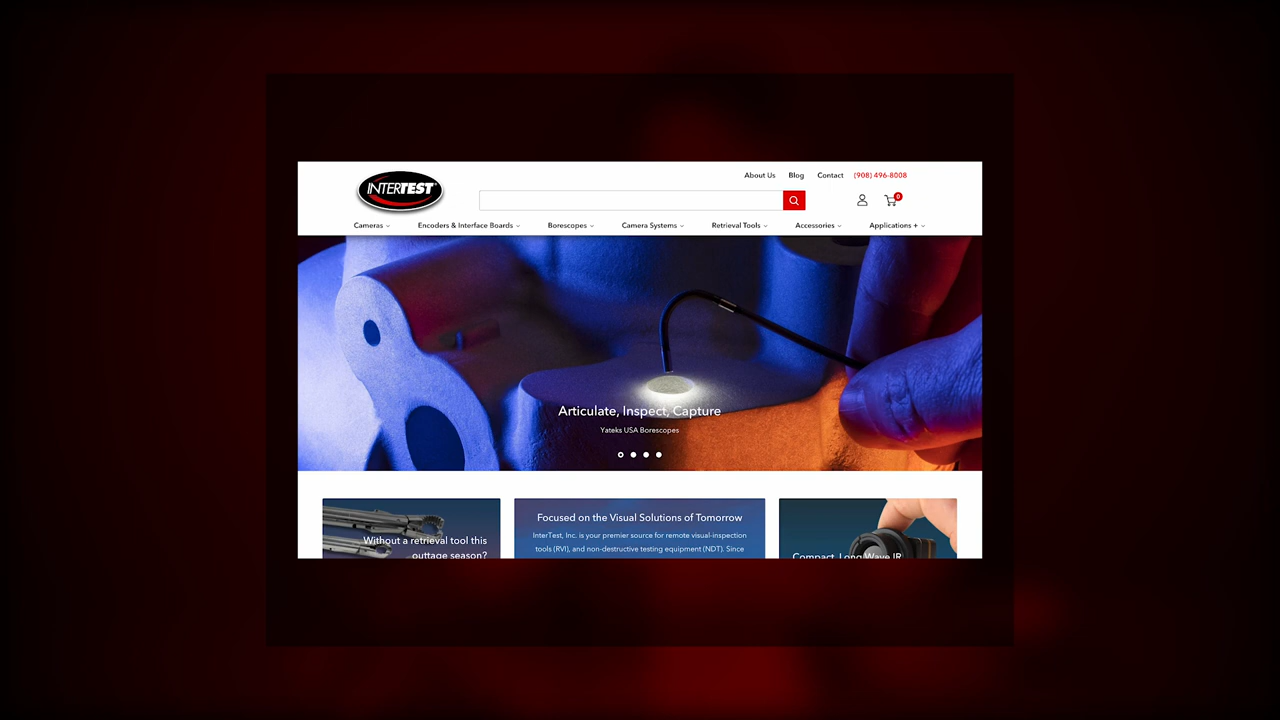 INTERTEST
About Us Blog Contact (908) 496-8008
0
Cameras Encoders & Interface Boards Borescopes Camera Systems Retrieval Tools Accessories Applications +
Articulate, Inspect, Capture
Yateks USA Borescopes
Without a retrieval tool this
outtage season?
Focused on the Visual Solutions of Tomorrow
InterTest, Inc. is your premier source for remote visual-inspection
tools (RVI), and non-destructive testing equipment (NDT). Since
Compact, Long Wave IR